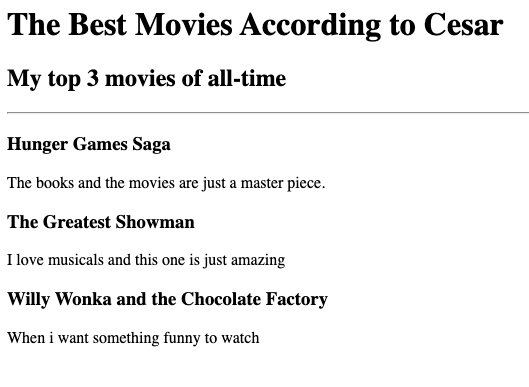 The Best Movies According to Cesar
My top 3 movies of all-time
Hunger Games Saga
The books and the movies are just a master piece.
The Greatest Showman
I love musicals and this one is just amazing
Willy Wonka and the Chocolate Factory
When i want something funny to watch